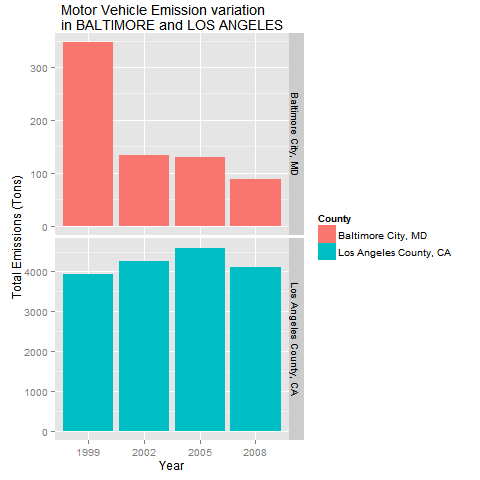 Motor Vehicle Emission variation
in BALTIMORE and LOS ANGELES
Total Emissions (Tons)
300
200
100
0
Baltimore City, MD
4000
3000
2000
1000
0
Los Angeles County, CA
1999
2002
2005
2008
Year
County
Baltimore City, MD
Los Angeles County, CA